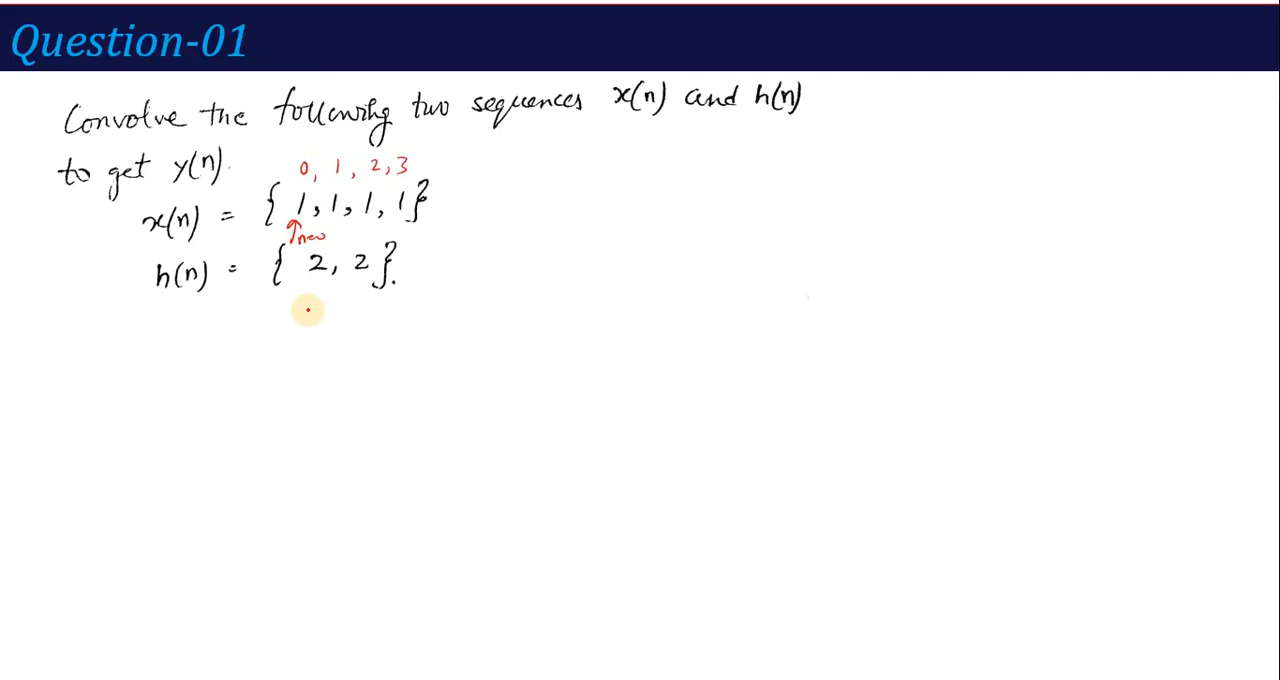 Question-01
Convolve the following two sequences x(n) and h(n)
to get y(n).
0, 1, 2, 3
x(n) = { 1, 1, 1, 1}
↑n=0
h(n) = { 2, 2}.